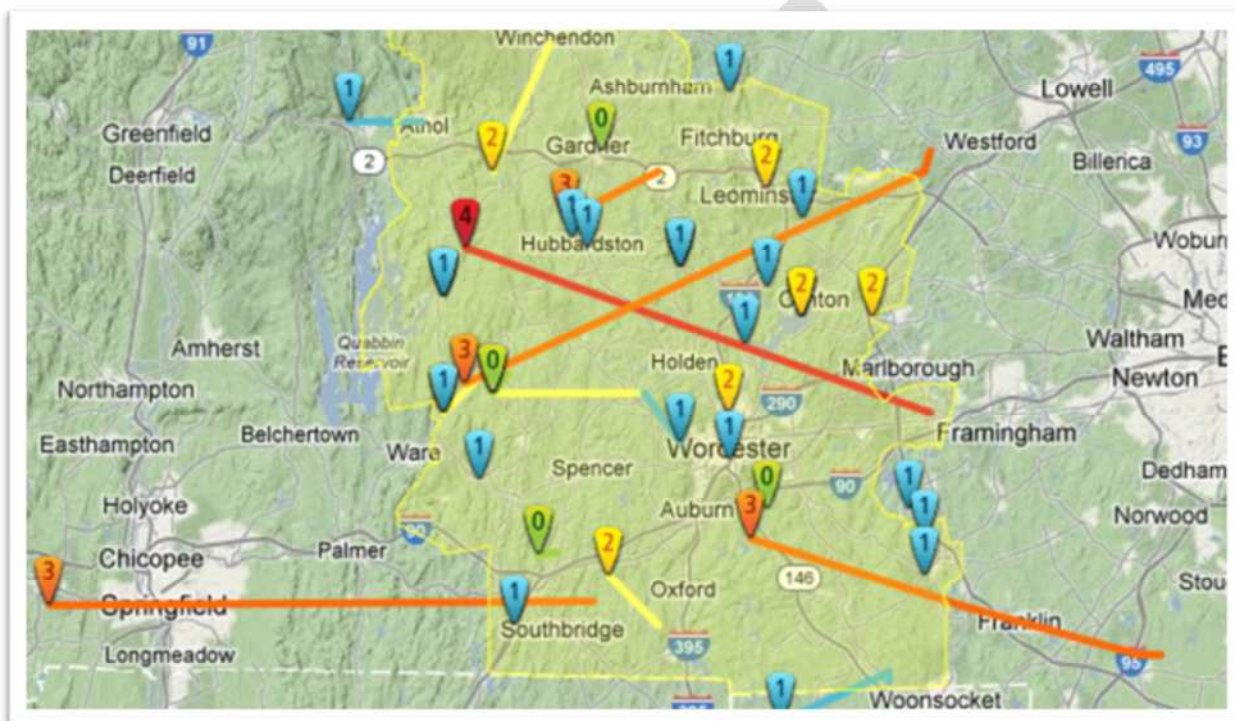 91
Winchendon
1
495
1
Ashburnham
Lowell
Athol
0
Greenfield
2
Gardner
Fitchburg
Westford
93
2
2
Billerica
Deerfield
3
2
1
1
1
Leomins
4
Hubbardston
1
Woburn
1
1
2
Clinton
2
Med
1
Quabbin
Reservoir
Amherst
3
0
Holden
Waltham
1
2
Marlborough
Newton
Northampton
290
1
1
Easthampton
Belchertown
Ware
1
Worcester
Framingham
Spencer
0
90
1
Dedham
Holyoke
Auburn
3
1
Norwood
0
90
Chicopee
Palmer
2
1
3
146
Stou
Springfield
1
Oxford
Southbridge
Franklin
Longmeadow
395
95
1
Woonsocket